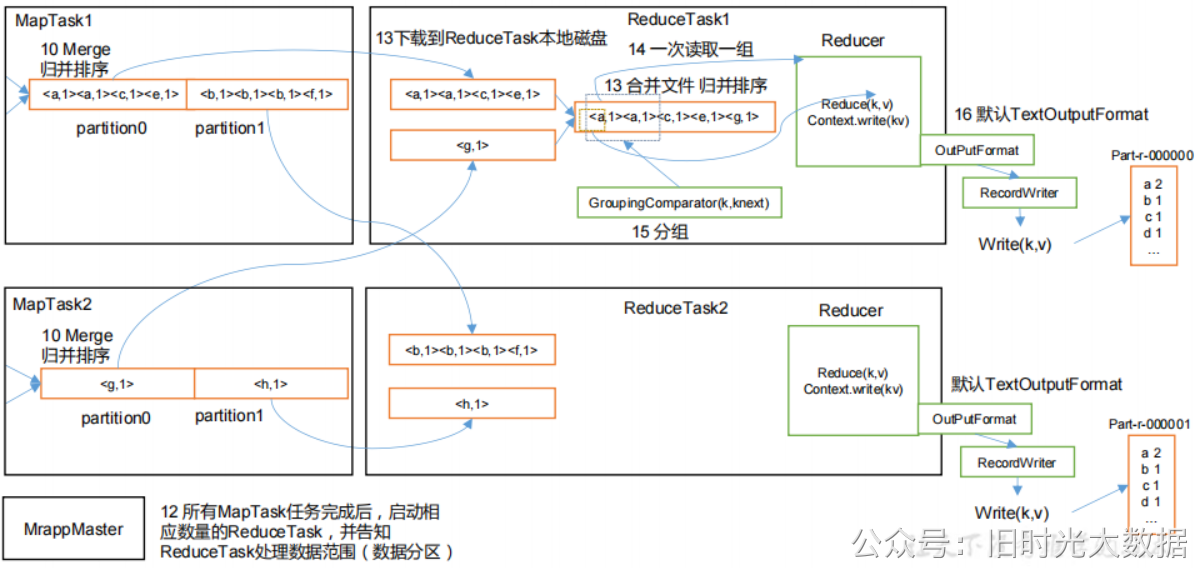 MapTask1
10 Merge
归并排序
<a,1><a,1><c,1><e,1>
<b,1><b,1><b,1><f,1>
partition0
partition1
ReduceTask1
13下载到ReduceTask本地磁盘
<a,1><a,1><c,1><e,1>
<g,1>
14 一次读取一组
13 合并文件 归并排序
<a,1><a,1><c,1><e,1><g,1>
GroupingComparator(k,knext)
15 分组
Reducer
Reduce(k,v)
Context.write(kv)
16 默认TextOutputFormat
OutPutFormat
RecordWriter
Write(k,v)
Part-r-000000
a 2
b 1
c 1
d 1
...
MapTask2
10 Merge
归并排序
<g,1>
<h,1>
partition0
partition1
ReduceTask2
<b,1><b,1><b,1><f,1>
<h,1>
Reducer
Reduce(k,v)
Context.write(kv)
默认TextOutputFormat
OutPutFormat
RecordWriter
Write(k,v)
Part-r-000001
a 2
b 1
c 1
d 1
...
MrappMaster
12 所有MapTask任务完成后，启动相
应数量的ReduceTask，并告知
ReduceTask处理数据范围（数据分区）
公众号：旧时光大数据